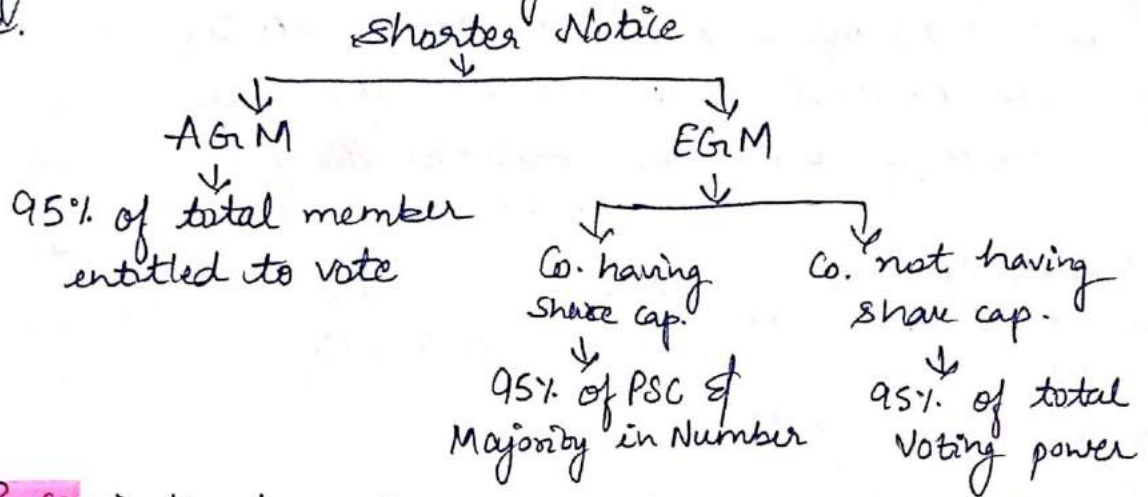 Shorter Notice
AGM
EGM
95% of total member
entitled to vote
Co. having
Share cap.
Co. not having
share cap.
95% of PSC &
Majority in Number
95% of total
Voting power